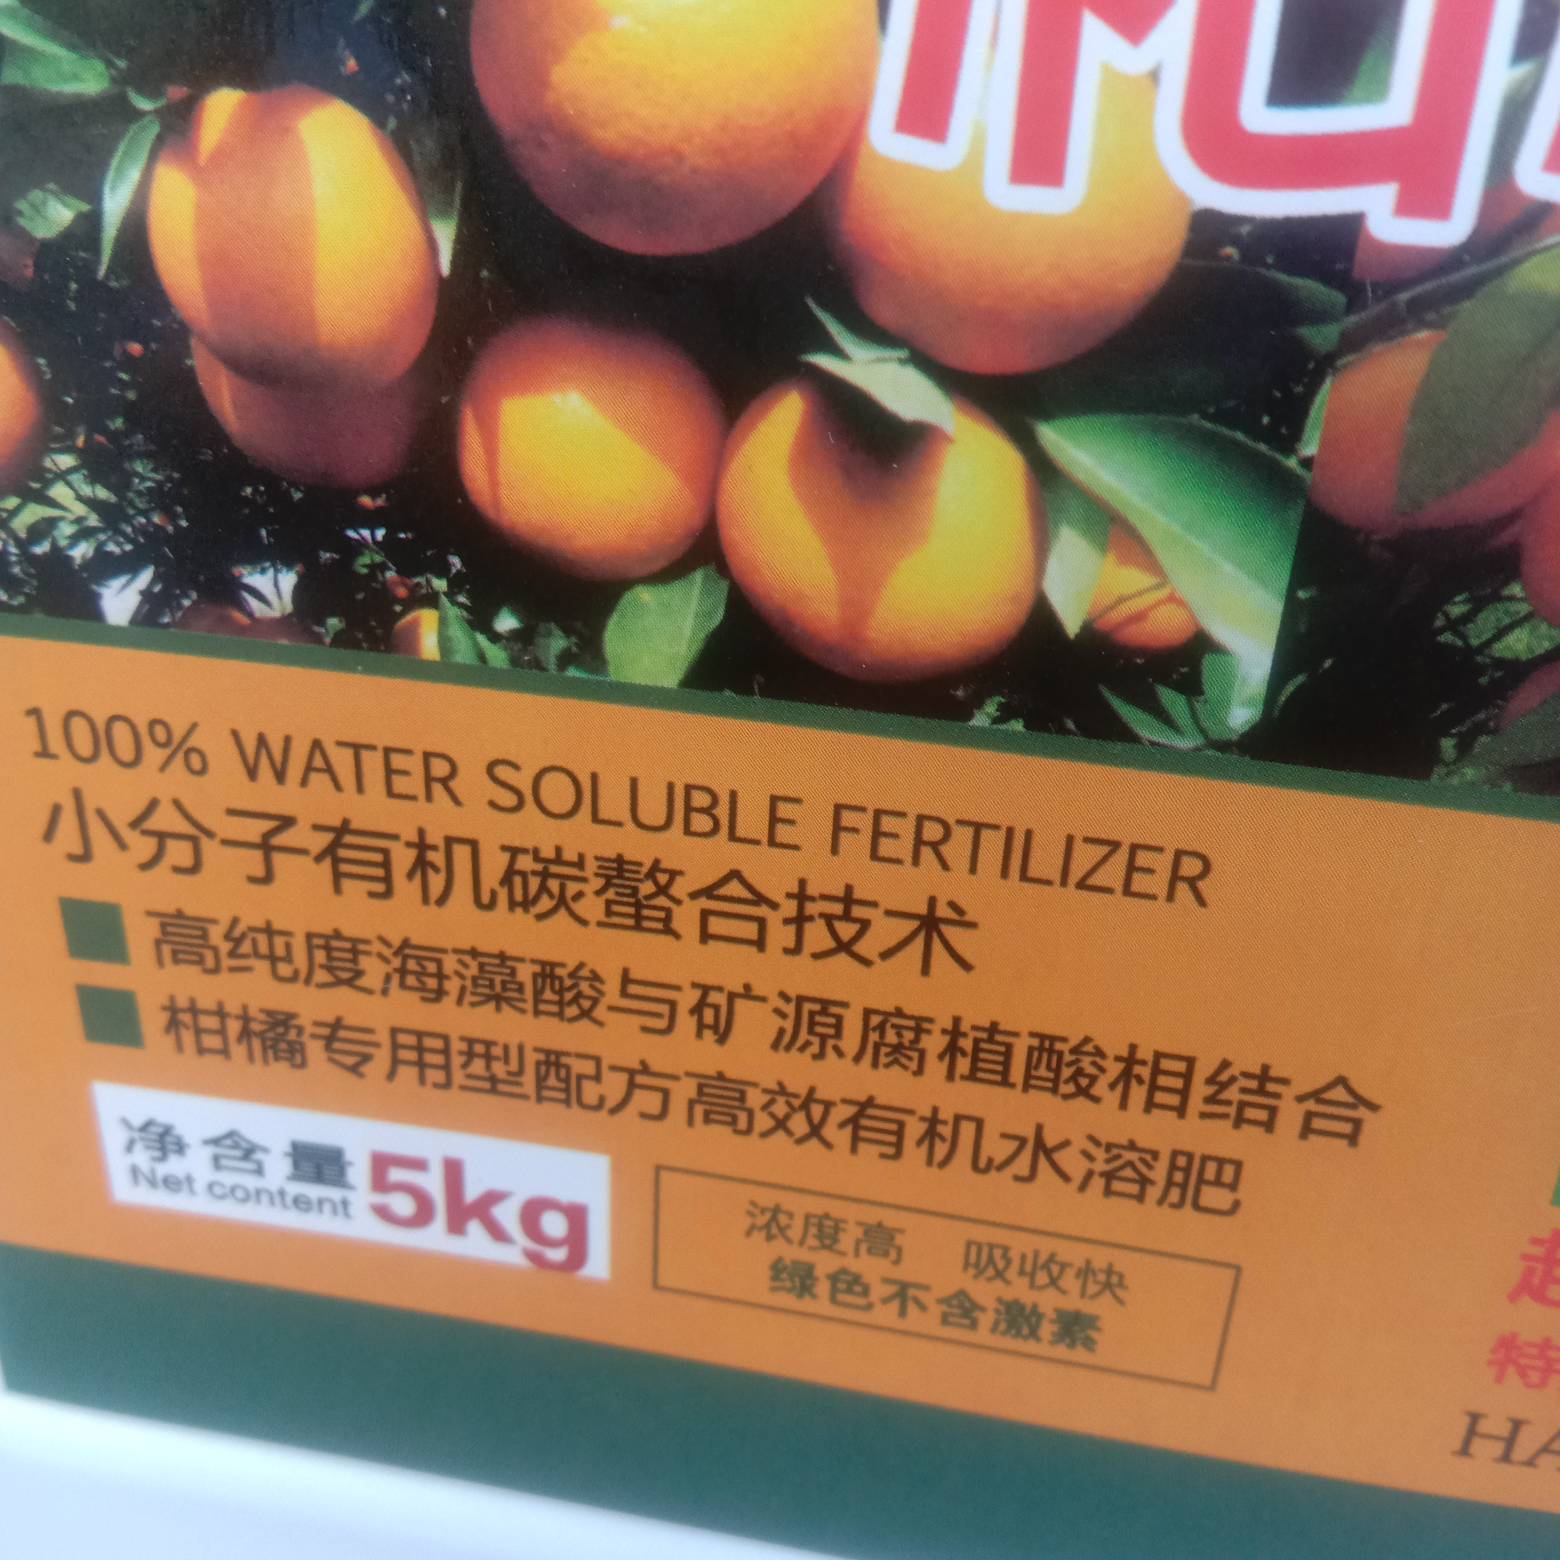 100% WATER SOLUBLE FERTILIZER
小分子有机碳螯合技术
高纯度海藻酸与矿源腐植酸相结合
柑橘专用型配方高效有机水溶肥
净含量
Net content
5kg
浓度高 吸收快
绿色不含激素
特
HA